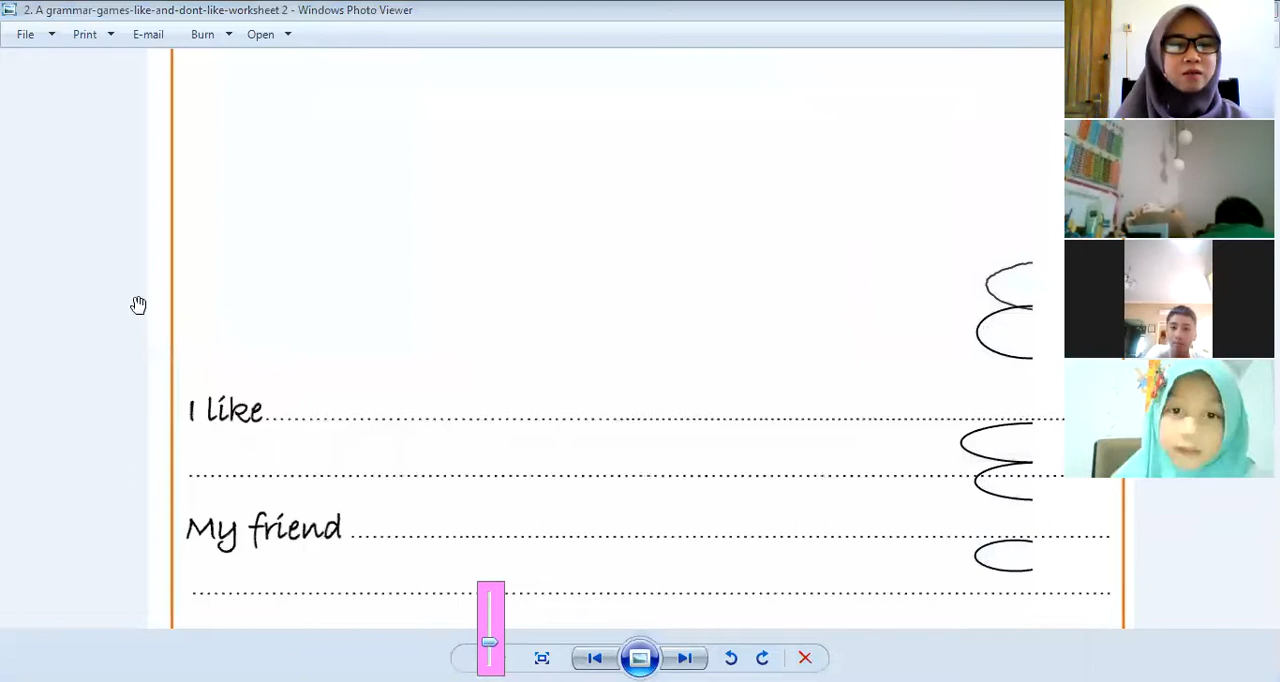 2. A grammar-games-like-and-dont-like-worksheet 2 - Windows Photo Viewer
File Print E-mail Burn Open
I like
My friend